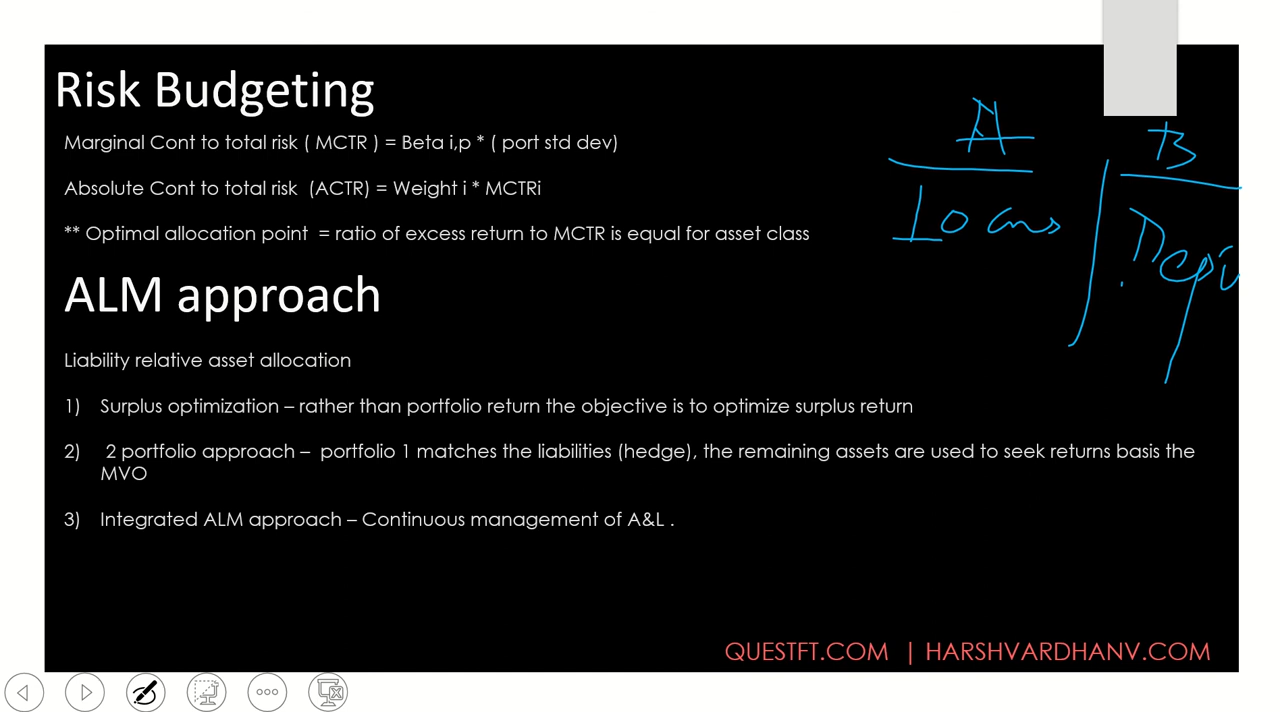 Risk Budgeting
Marginal Cont to total risk ( MCTR ) = Beta i,p * ( port std dev)
Absolute Cont to total risk (ACTR) = Weight i * MCTRi
** Optimal allocation point = ratio of excess return to MCTR is equal for asset class
A
B
Loans
ALM approach
Liability relative asset allocation
1) Surplus optimization – rather than portfolio return the objective is to optimize surplus return
2) 2 portfolio approach – portfolio 1 matches the liabilities (hedge), the remaining assets are used to seek returns basis the
MVO
3) Integrated ALM approach – Continuous management of A&L .
QUESTFT.COM | HARSHVARDHANV.COM